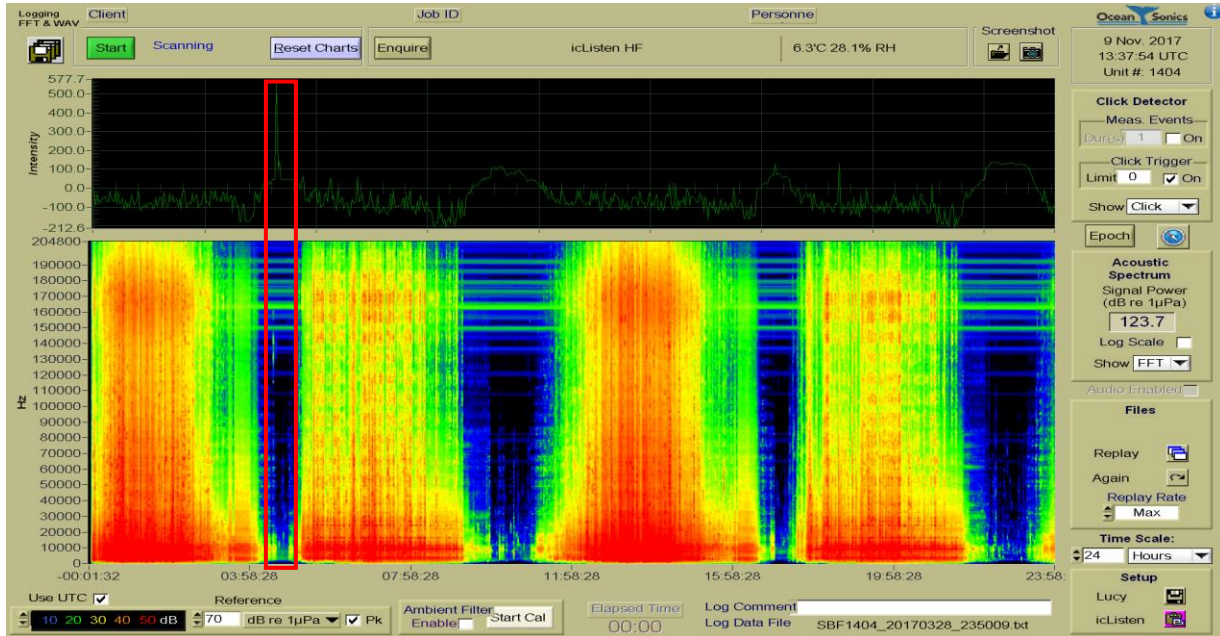 Logging
FFT & WAV
Client
Job ID
Personne
Start
Scanning
Reset Charts
Enquire
icListen HF
6.3'C 28.1% RH
Screenshot
Intensity
577.7
500.0
400.0
300.0
200.0
100.0
0.0
-100.0
-212.6
Hz
204800
190000
180000
170000
160000
150000
140000
130000
120000
110000
100000
90000
80000
70000
60000
50000
40000
30000
20000
10000
0
-00:01:32
03:58:28
07:58:28
11:58:28
15:58:28
19:58:28
23:58:
Use UTC
Reference
10 20 30 40 50 dB
70
dB re 1µPa
Pk
Ambient Filter
Enable
Start Cal
Elapsed Time
00:00
Log Comment
Log Data File
SBF1404_20170328_235009.txt
Ocean Sonics
i
9 Nov. 2017
13:37:54 UTC
Unit #: 1404
Click Detector
Meas. Events
Dur(s) 1 On
Click Trigger
Limit 0 On
Show Click
Epoch
Acoustic
Spectrum
Signal Power
(dB re 1µPa)
123.7
Log Scale
Show FFT
Audio Enabled
Files
Replay
Again
Replay Rate
Max
Time Scale:
24 Hours
Setup
Lucy
icListen